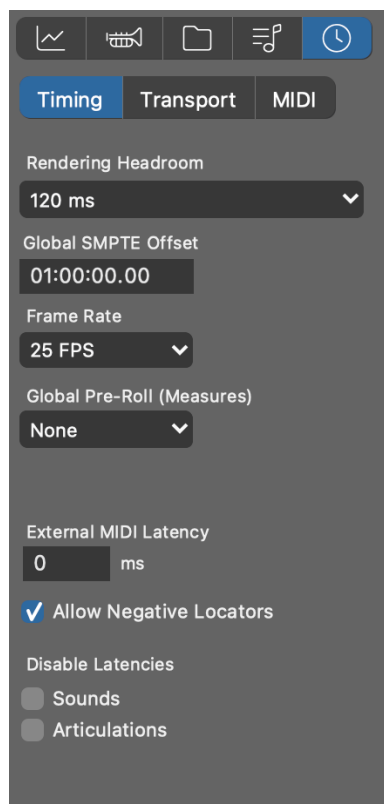 Timing Transport MIDI
Rendering Headroom
120 ms
Global SMPTE Offset
01:00:00.00
Frame Rate
25 FPS
Global Pre-Roll (Measures)
None
External MIDI Latency
0 ms
Allow Negative Locators
Disable Latencies
Sounds
Articulations